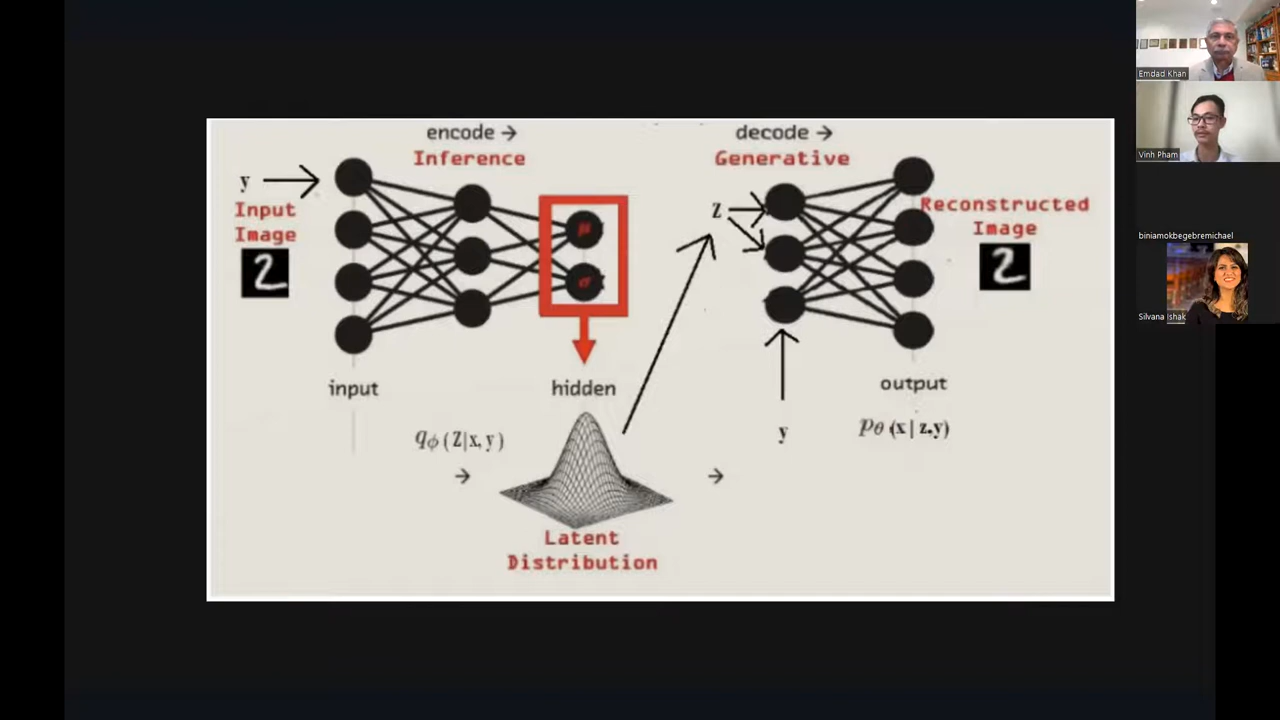 encode →
Inference
decode →
Generative
y
Input
Image
2
μ
σ
z
Reconstructed
Image
2
input
hidden
y
output
qϕ(Z|x, y)
pθ (x | z,y)
→
→
Latent
Distribution
Emdad Khan
Vinh Pham
biniamokbegebremichael
Silvana Ishak